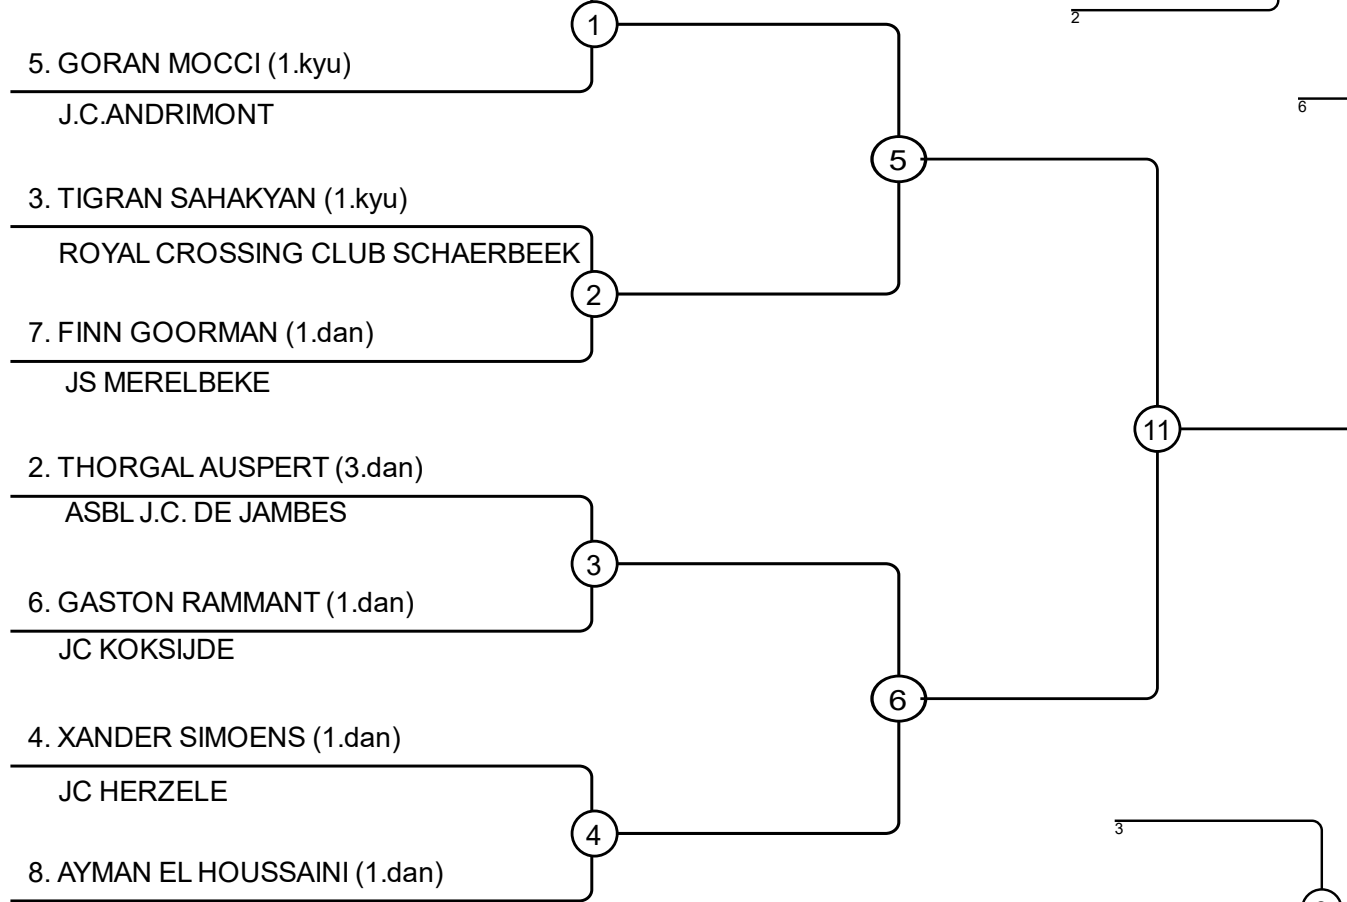 1
2
5. GORAN MOCCI (1.kyu)
J.C.ANDRIMONT
6
5
3. TIGRAN SAHAKYAN (1.kyu)
ROYAL CROSSING CLUB SCHAERBEEK
2
7. FINN GOORMAN (1.dan)
JS MERELBEKE
11
2. THORGAL AUSPERT (3.dan)
ASBL J.C. DE JAMBES
3
6. GASTON RAMMANT (1.dan)
JC KOKSIJDE
6
4. XANDER SIMOENS (1.dan)
JC HERZELE
3
4
8. AYMAN EL HOUSSAINI (1.dan)